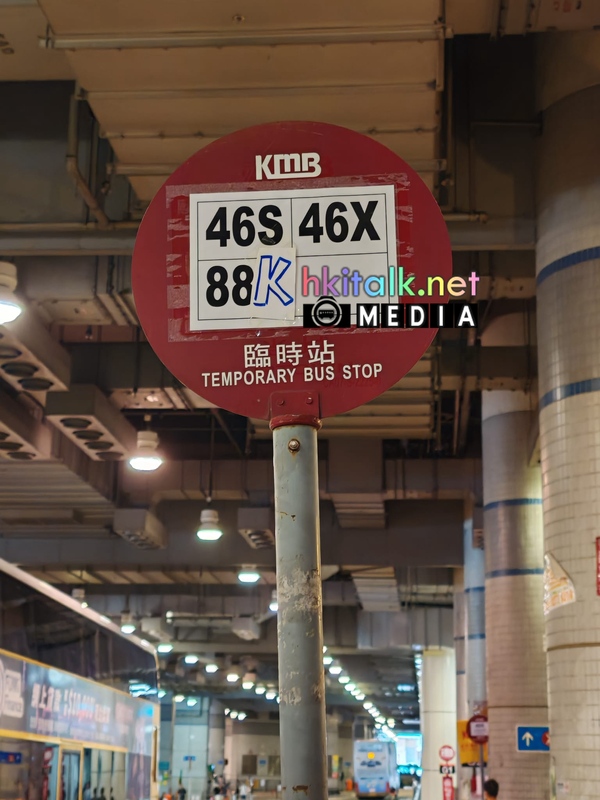 KMB
46S 46X
88K
hkitalk.net
MEDIA
臨時站
TEMPORARY BUS STOP